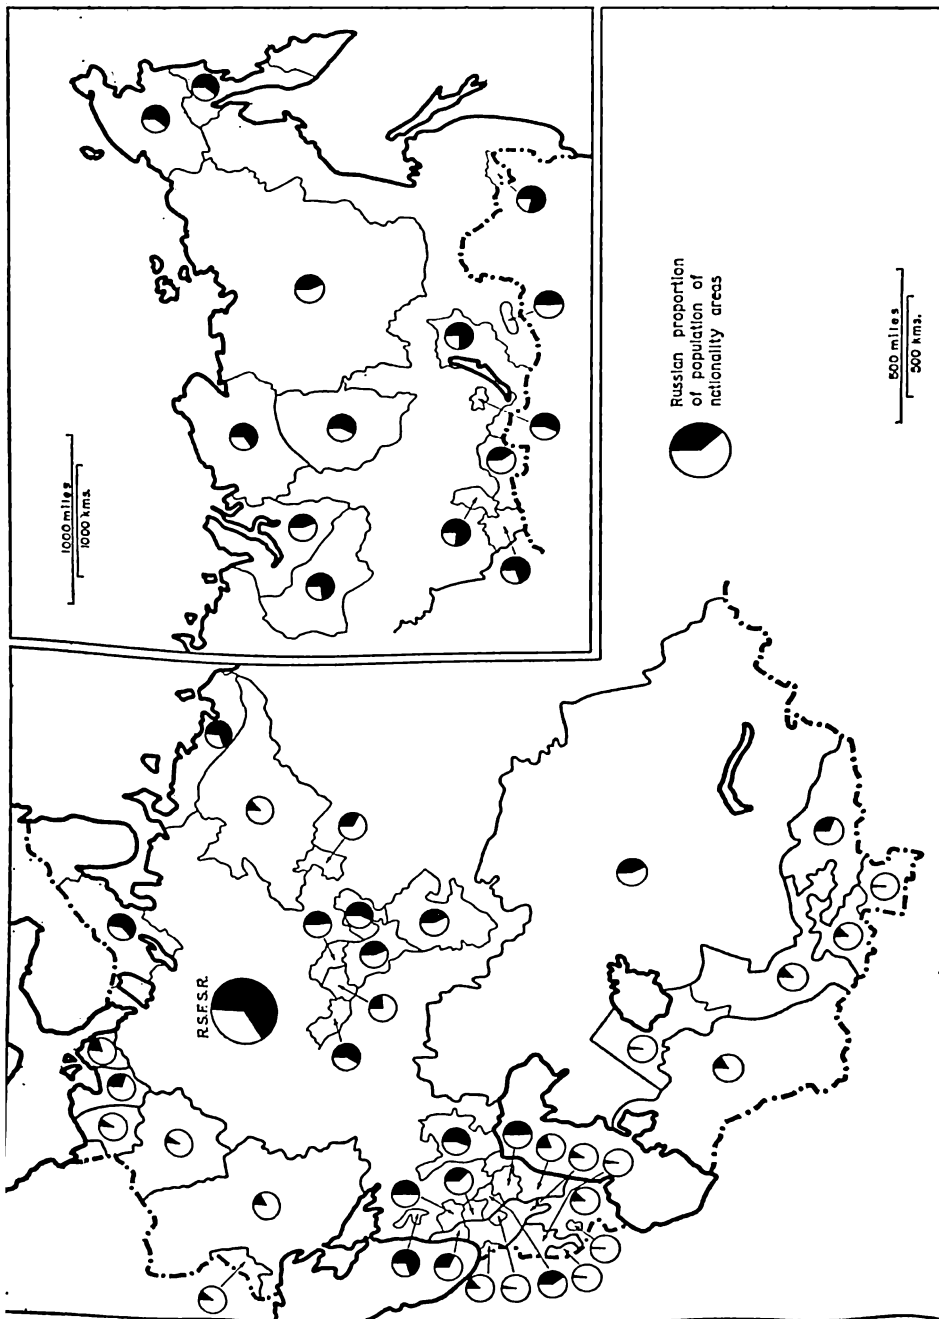 1000 miles
1000 kms.
Russian proportion
of population of
nationality areas
500 miles
500 kms.
R.S.F.S.R.